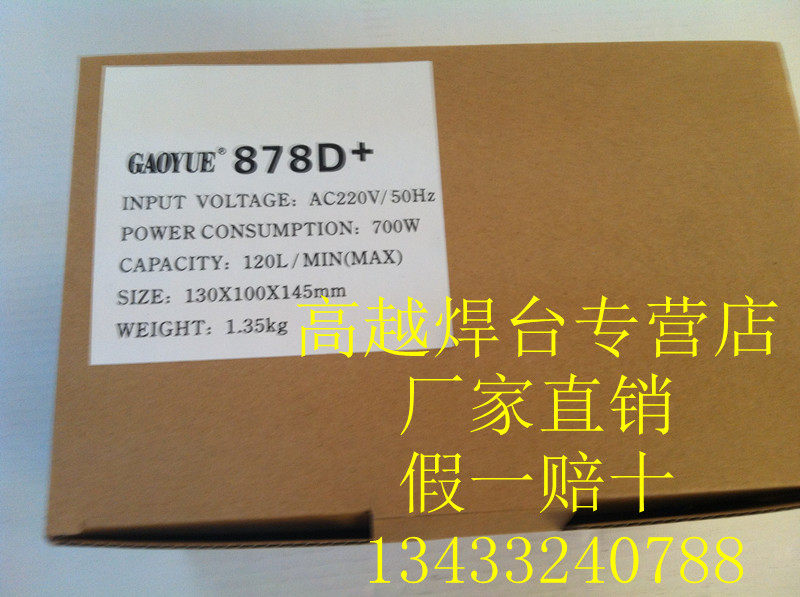 GAOYUE® 878D+
INPUT VOLTAGE: AC220V/50Hz
POWER CONSUMPTION: 700W
CAPACITY: 120L/MIN(MAX)
SIZE: 130X100X145mm
WEIGHT: 1.35kg
高越焊台专营店
厂家直销
假一赔十
13433240788